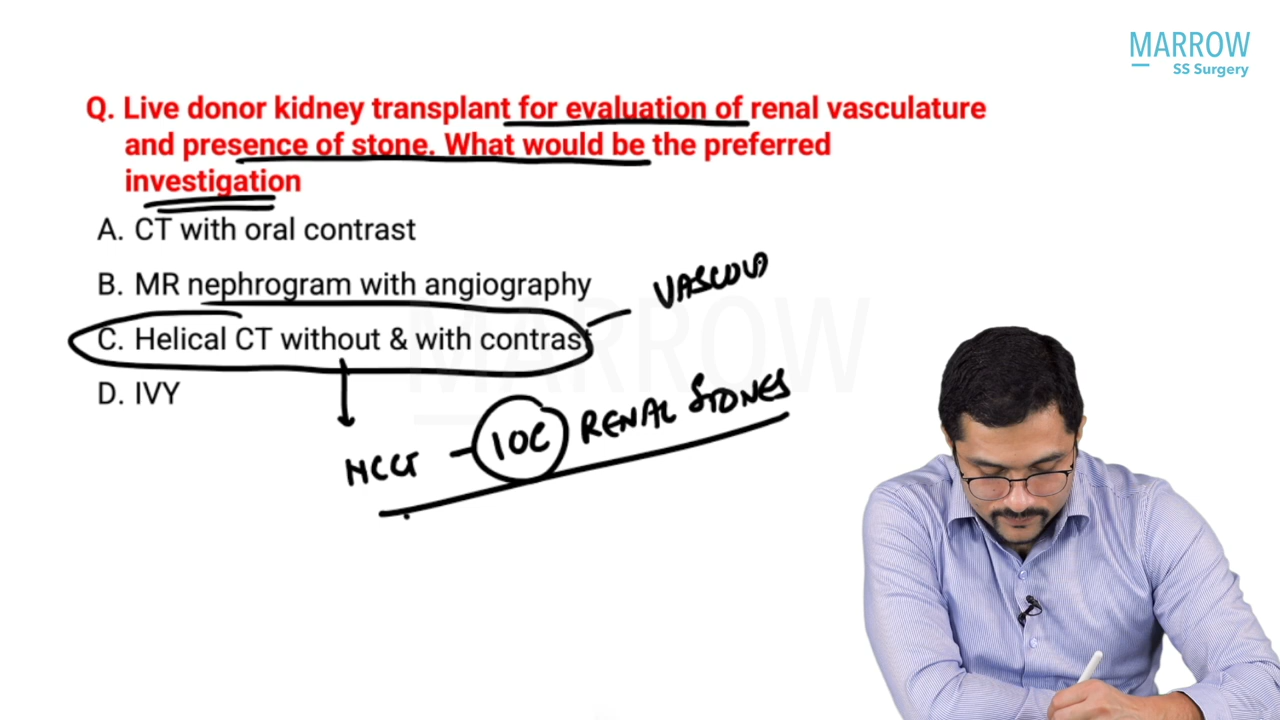 MARROW
SS Surgery
Q. Live donor kidney transplant for evaluation of renal vasculature
and presence of stone. What would be the preferred
investigation
A. CT with oral contrast
B. MR nephrogram with angiography
C. Helical CT without & with contrast
D. IVY
VASCULA
NCCT - IOC RENAL STONES
MARROW